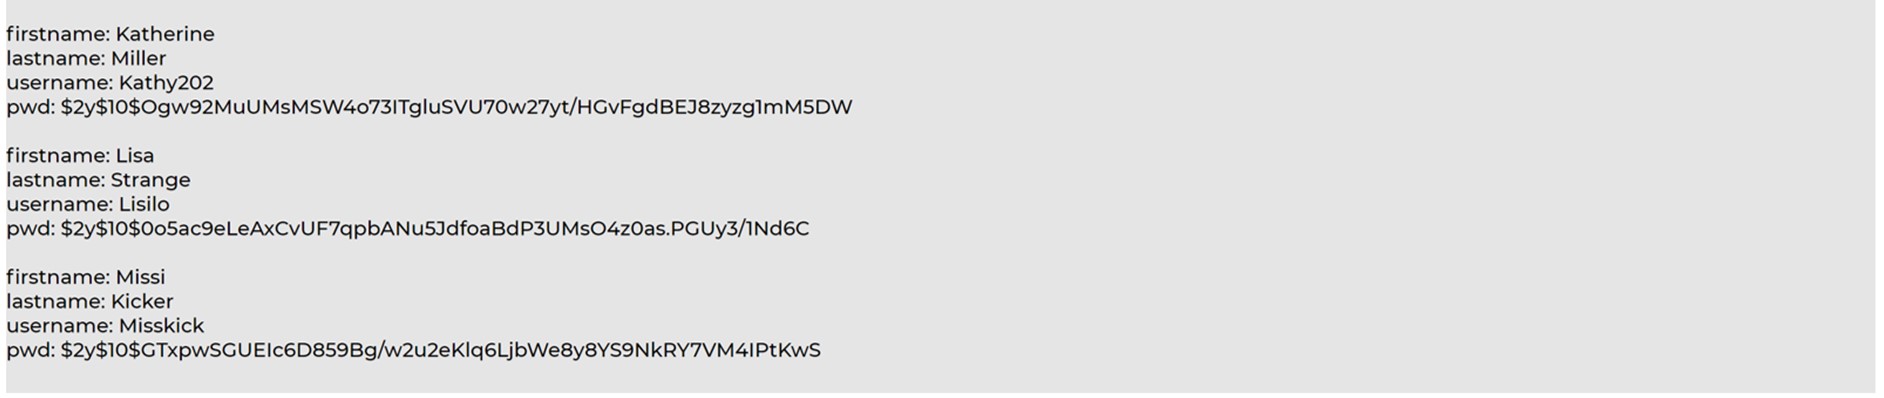 firstname: Katherine
lastname: Miller
username: Kathy202
pwd: $2y$10$Ogw92MuUMsMSW4o73ITgluSVU70w27yt/HGvFgdBEJ8zyzg1mM5DW
firstname: Lisa
lastname: Strange
username: Lisilo
pwd: $2y$10$0o5ac9eLeAxCvUF7qpbANu5JdfoaBdP3UMsO4z0as.PGUy3/1Nd6C
firstname: Missi
lastname: Kicker
username: Misskick
pwd: $2y$10$GTxpwSGUEIc6D859Bg/w2u2eKlq6LjbWe8y8YS9NkRY7VM4IPtKwS